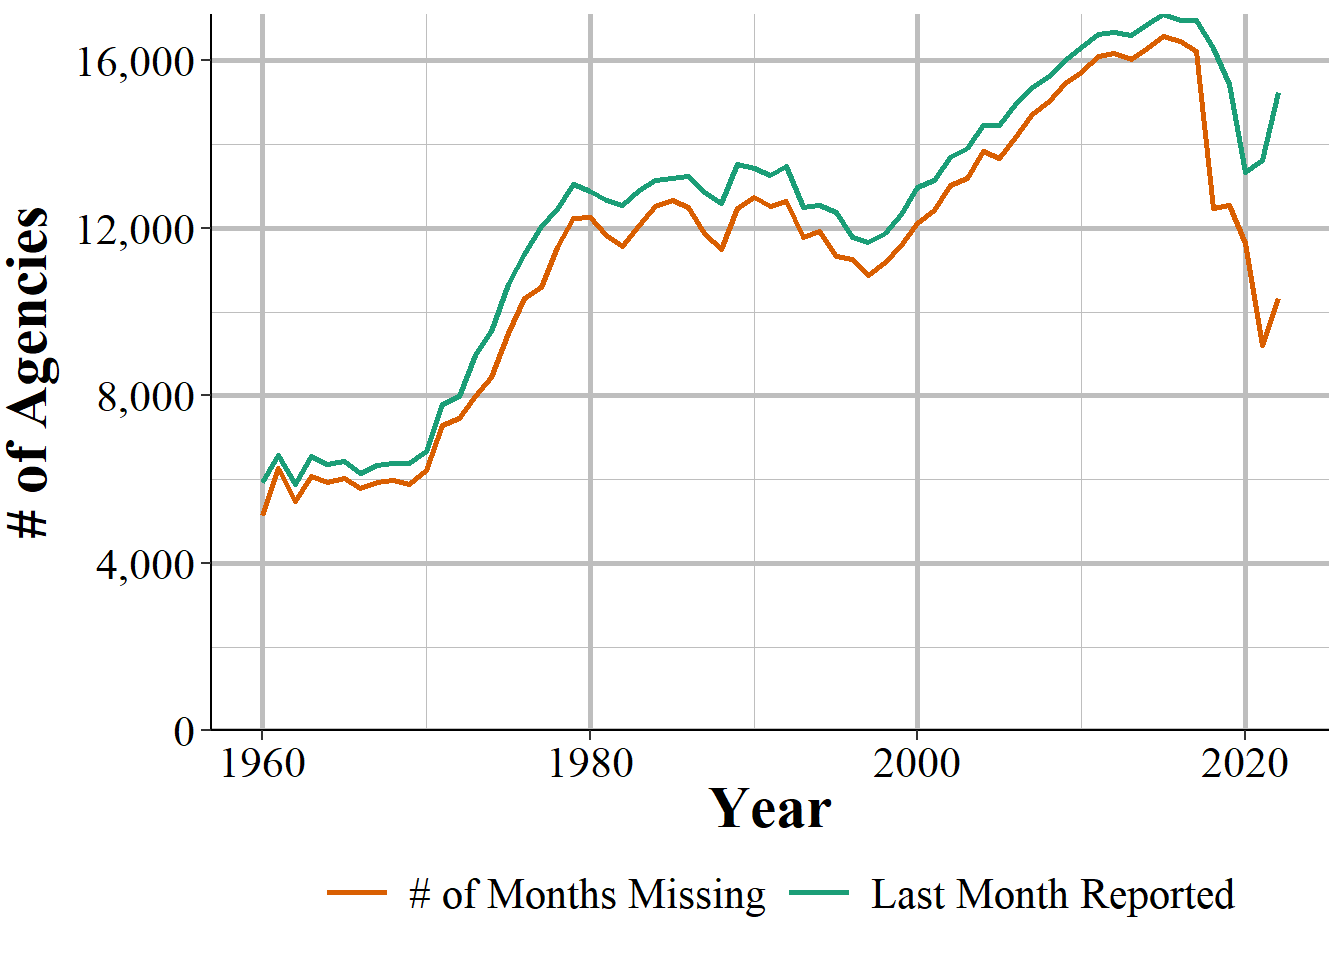 # of Agencies
16,000
12,000
8,000
4,000
0
1960 1980 2000 2020
Year
# of Months Missing Last Month Reported